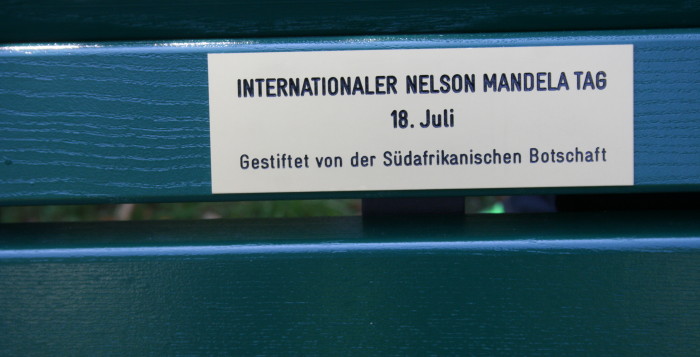 INTERNATIONALER NELSON MANDELA TAG
18. Juli
Gestiftet von der Südafrikanischen Botschaft